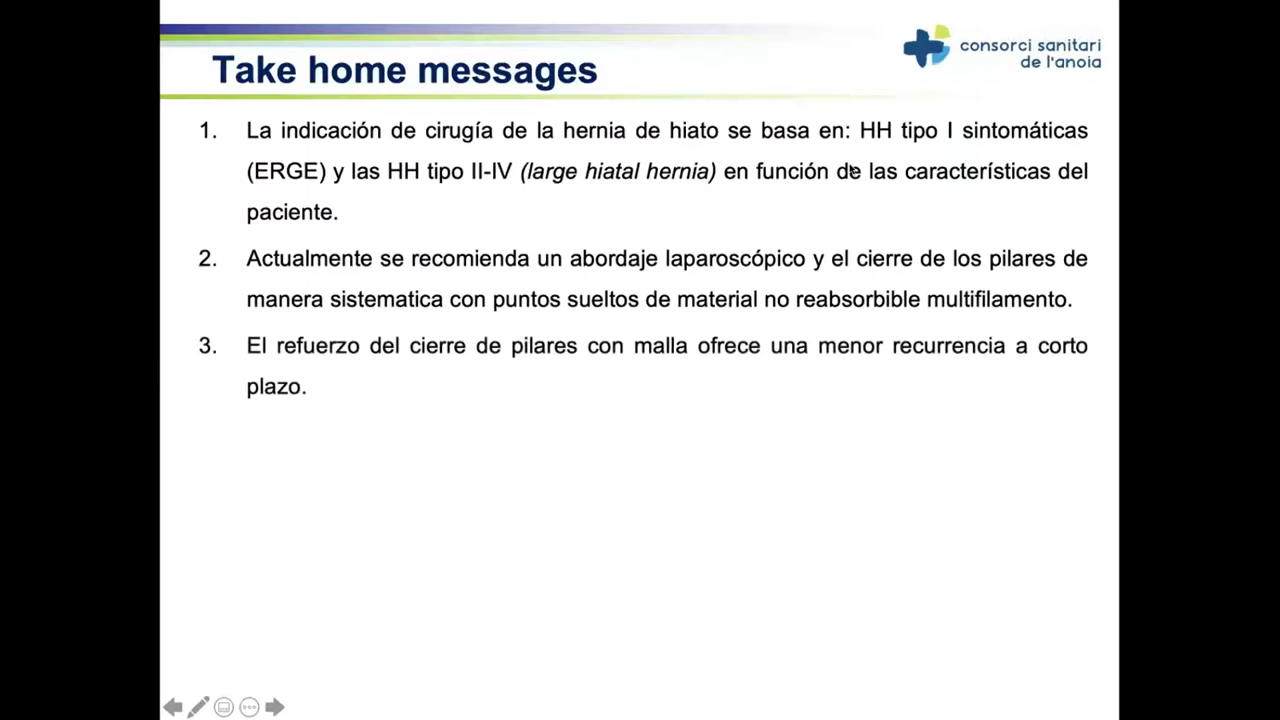 Take home messages
consorci sanitari
de l'anoia
1. La indicación de cirugía de la hernia de hiato se basa en: HH tipo I sintomáticas
(ERGE) y las HH tipo II-IV (large hiatal hernia) en función de las características del
paciente.
2. Actualmente se recomienda un abordaje laparoscópico y el cierre de los pilares de
manera sistematica con puntos sueltos de material no reabsorbible multifilamento.
3. El refuerzo del cierre de pilares con malla ofrece una menor recurrencia a corto
plazo.